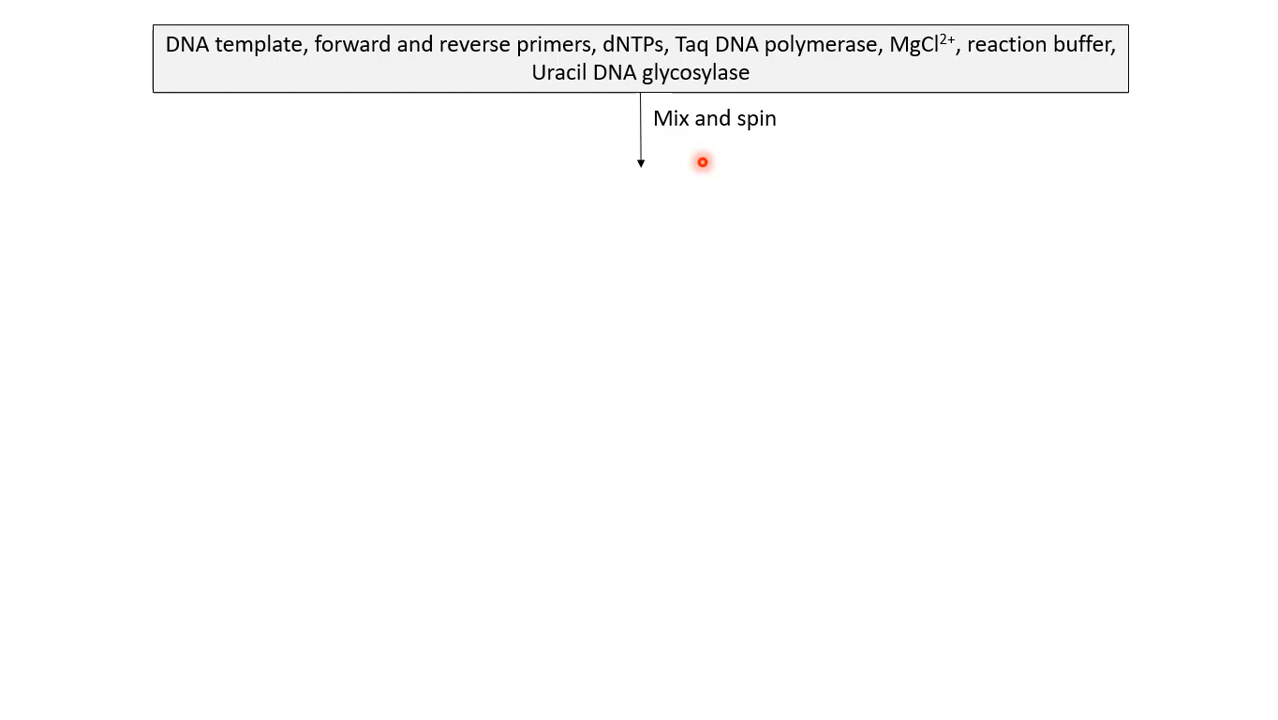 DNA template, forward and reverse primers, dNTPs, Taq DNA polymerase, MgCl²⁺, reaction buffer,
Uracil DNA glycosylase
Mix and spin